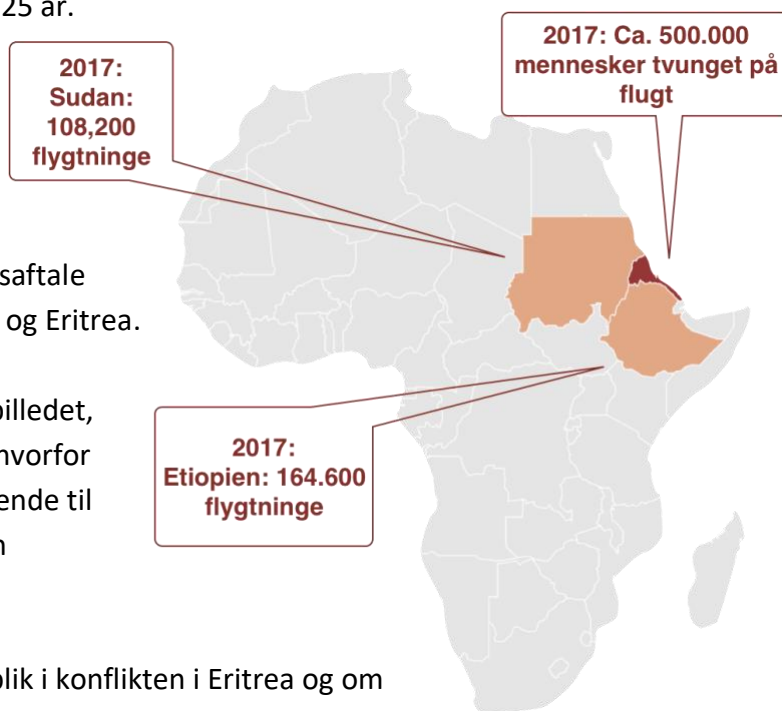 25 år.
2017: Ca. 500.000
mennesker tvunget på
flugt
2017:
Sudan:
108,200
flygtninge
saftale
og Eritrea.
billedet,
hvorfor
ende til
2017:
Etiopien: 164.600
flygtninge
lik i konflikten i Eritrea og om